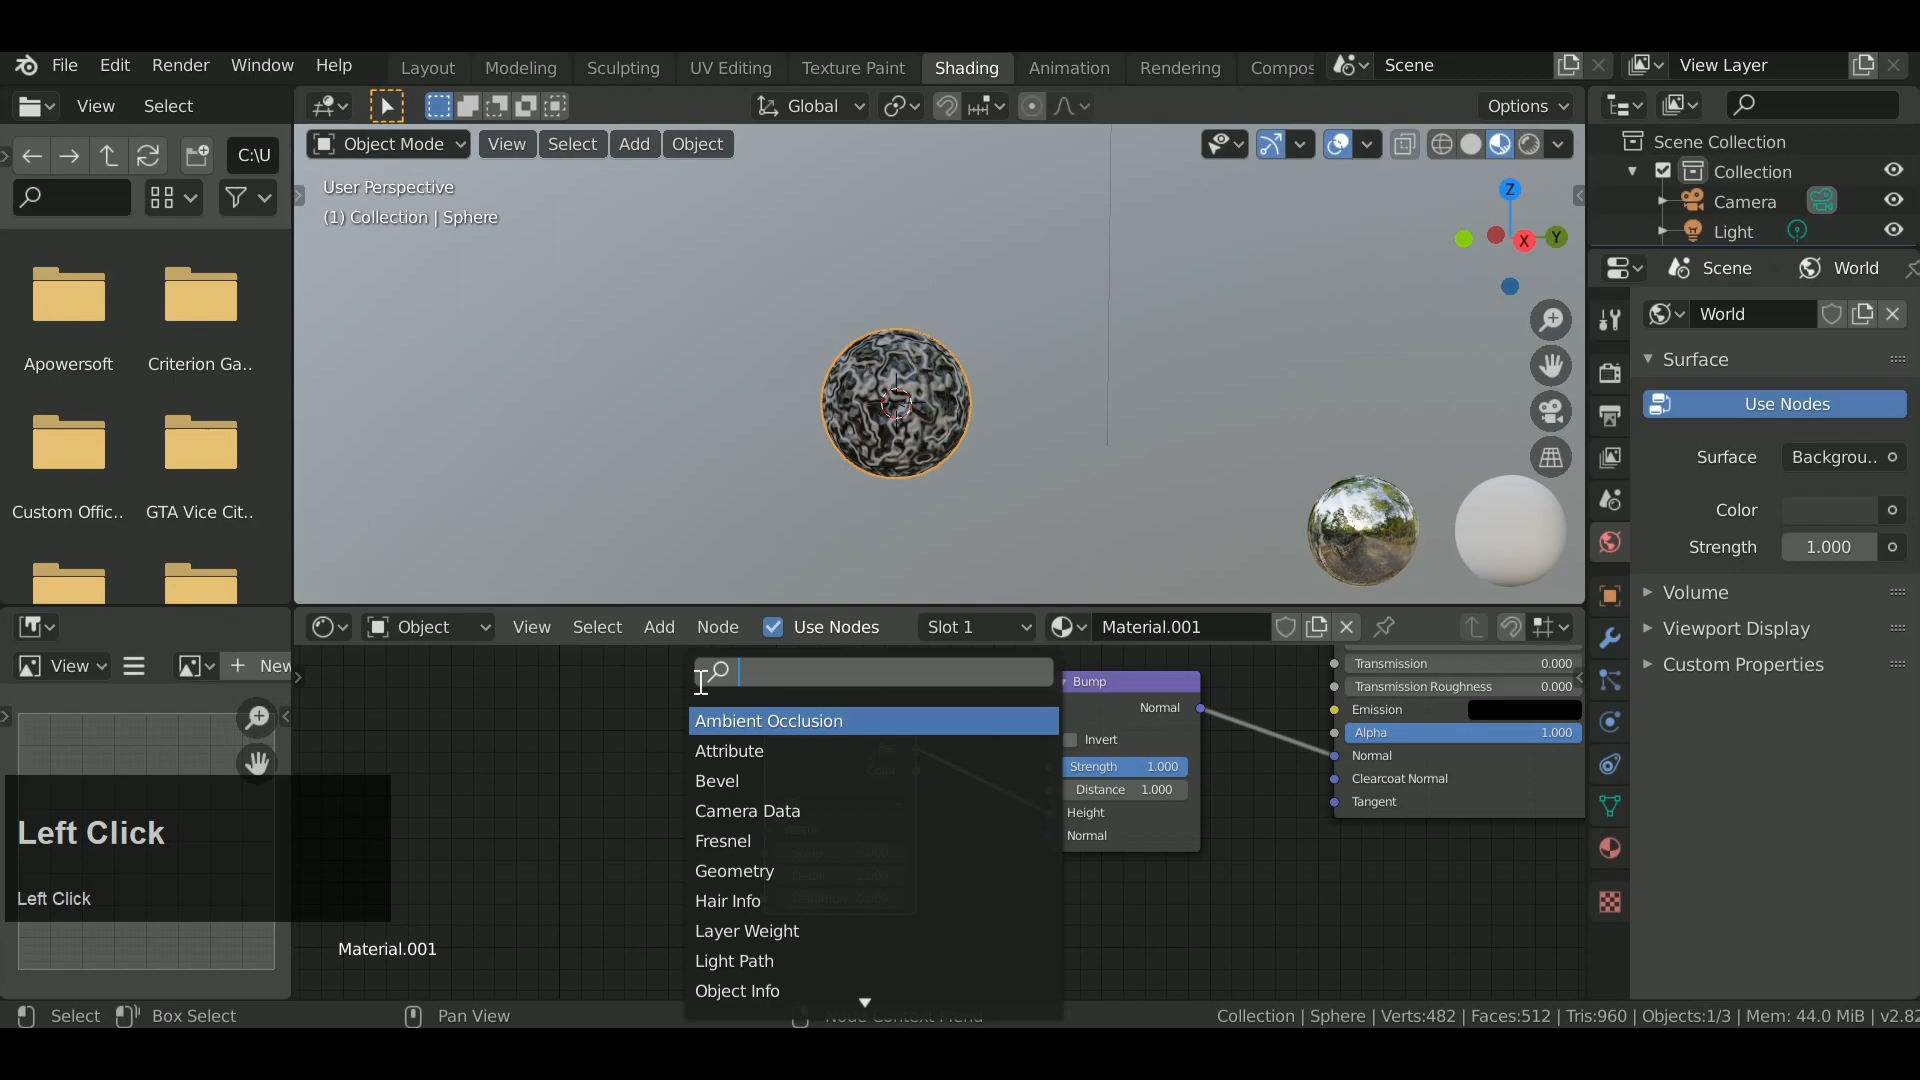 File Edit Render Window Help Layout Modeling Sculpting UV Editing Texture Paint Shading Animation Rendering Compos Scene View Layer
View Select Global Options
C:\U Object Mode View Select Add Object Scene Collection
Collection
User Perspective
(1) Collection | Sphere
Camera
Light
Z
X Y
Scene World
World
Surface
Use Nodes
Surface Backgrou..
Color
Strength 1.000
Volume
Viewport Display
Custom Properties
Apowersoft Criterion Ga..
Custom Offic.. GTA Vice Cit..
Object View Select Add Node Use Nodes Slot 1 Material.001
View New
Ambient Occlusion
Attribute
Bevel
Camera Data
Fresnel
Geometry
Hair Info
Layer Weight
Light Path
Object Info
Bump
Normal
Invert
Strength 1.000
Distance 1.000
Height
Normal
Transmission 0.000
Transmission Roughness 0.000
Emission
Alpha 1.000
Normal
Clearcoat Normal
Tangent
Left Click
Left Click
Material.001
Select Box Select Pan View Node Context Menu Collection | Sphere | Verts:482 | Faces:512 | Tris:960 | Objects:1/3 | Mem: 44.0 MiB | v2.82